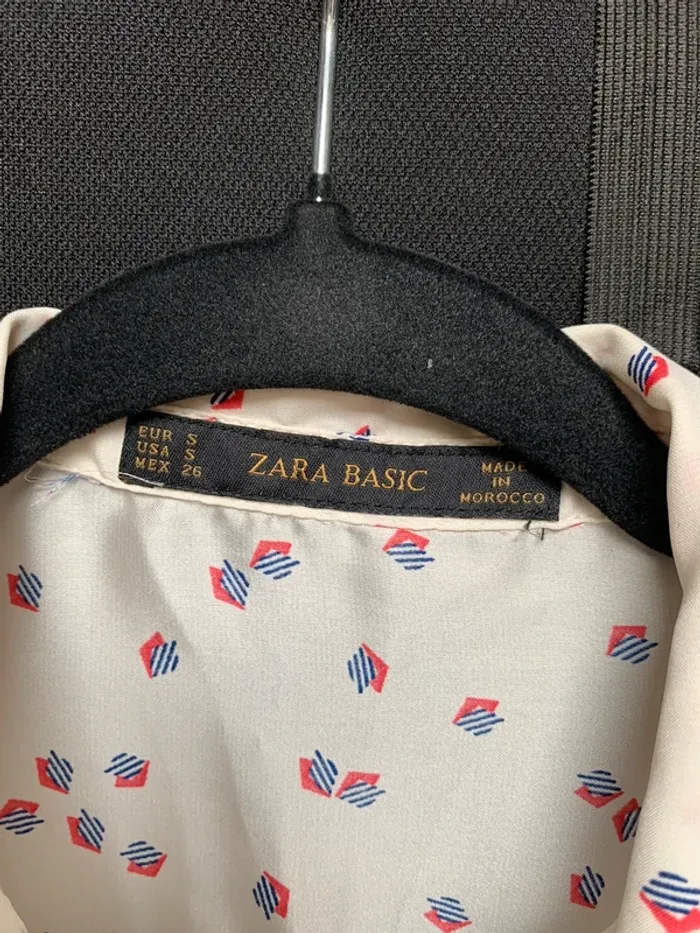 EUR S
USA S
MEX 26
ZARA BASIC
MADE
IN
MOROCCO